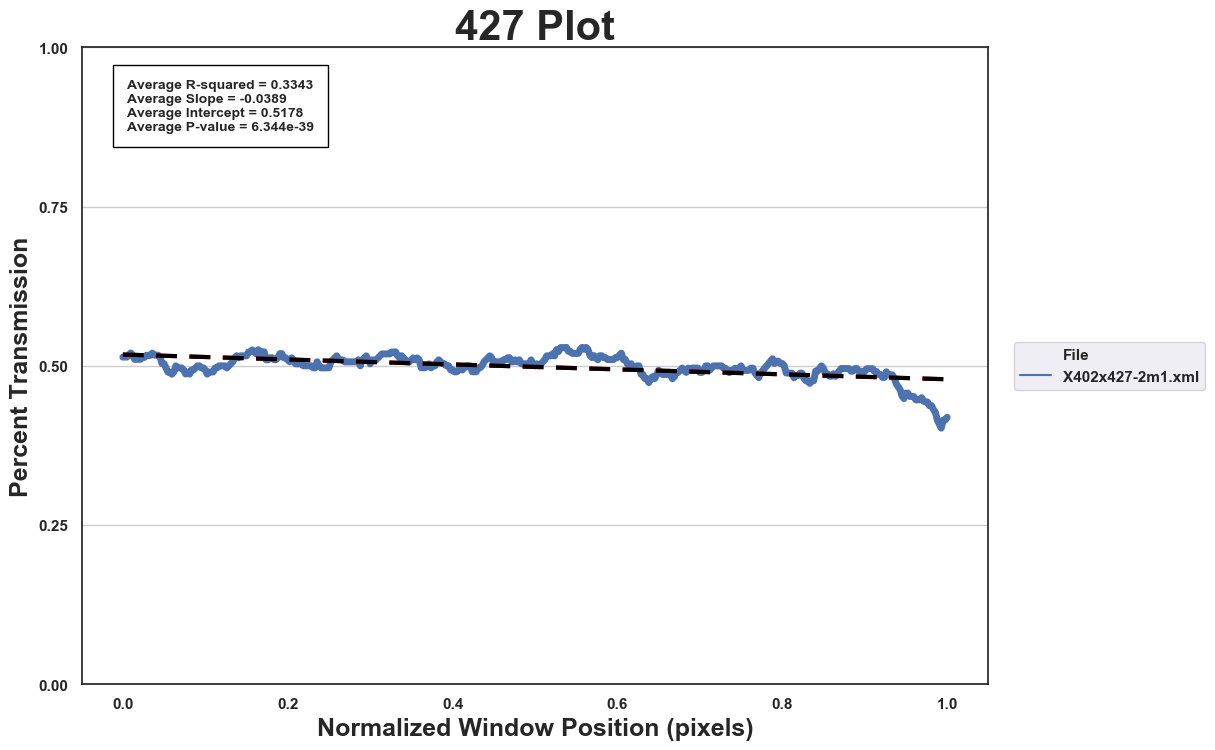 427 Plot
1.00
Average R-squared = 0.3343
Average Slope = -0.0389
Average Intercept = 0.5178
Average P-value = 6.344e-39
0.75
Percent Transmission
0.50
0.25
0.00
File
X402x427-2m1.xml
0.0 0.2 0.4 0.6 0.8 1.0
Normalized Window Position (pixels)